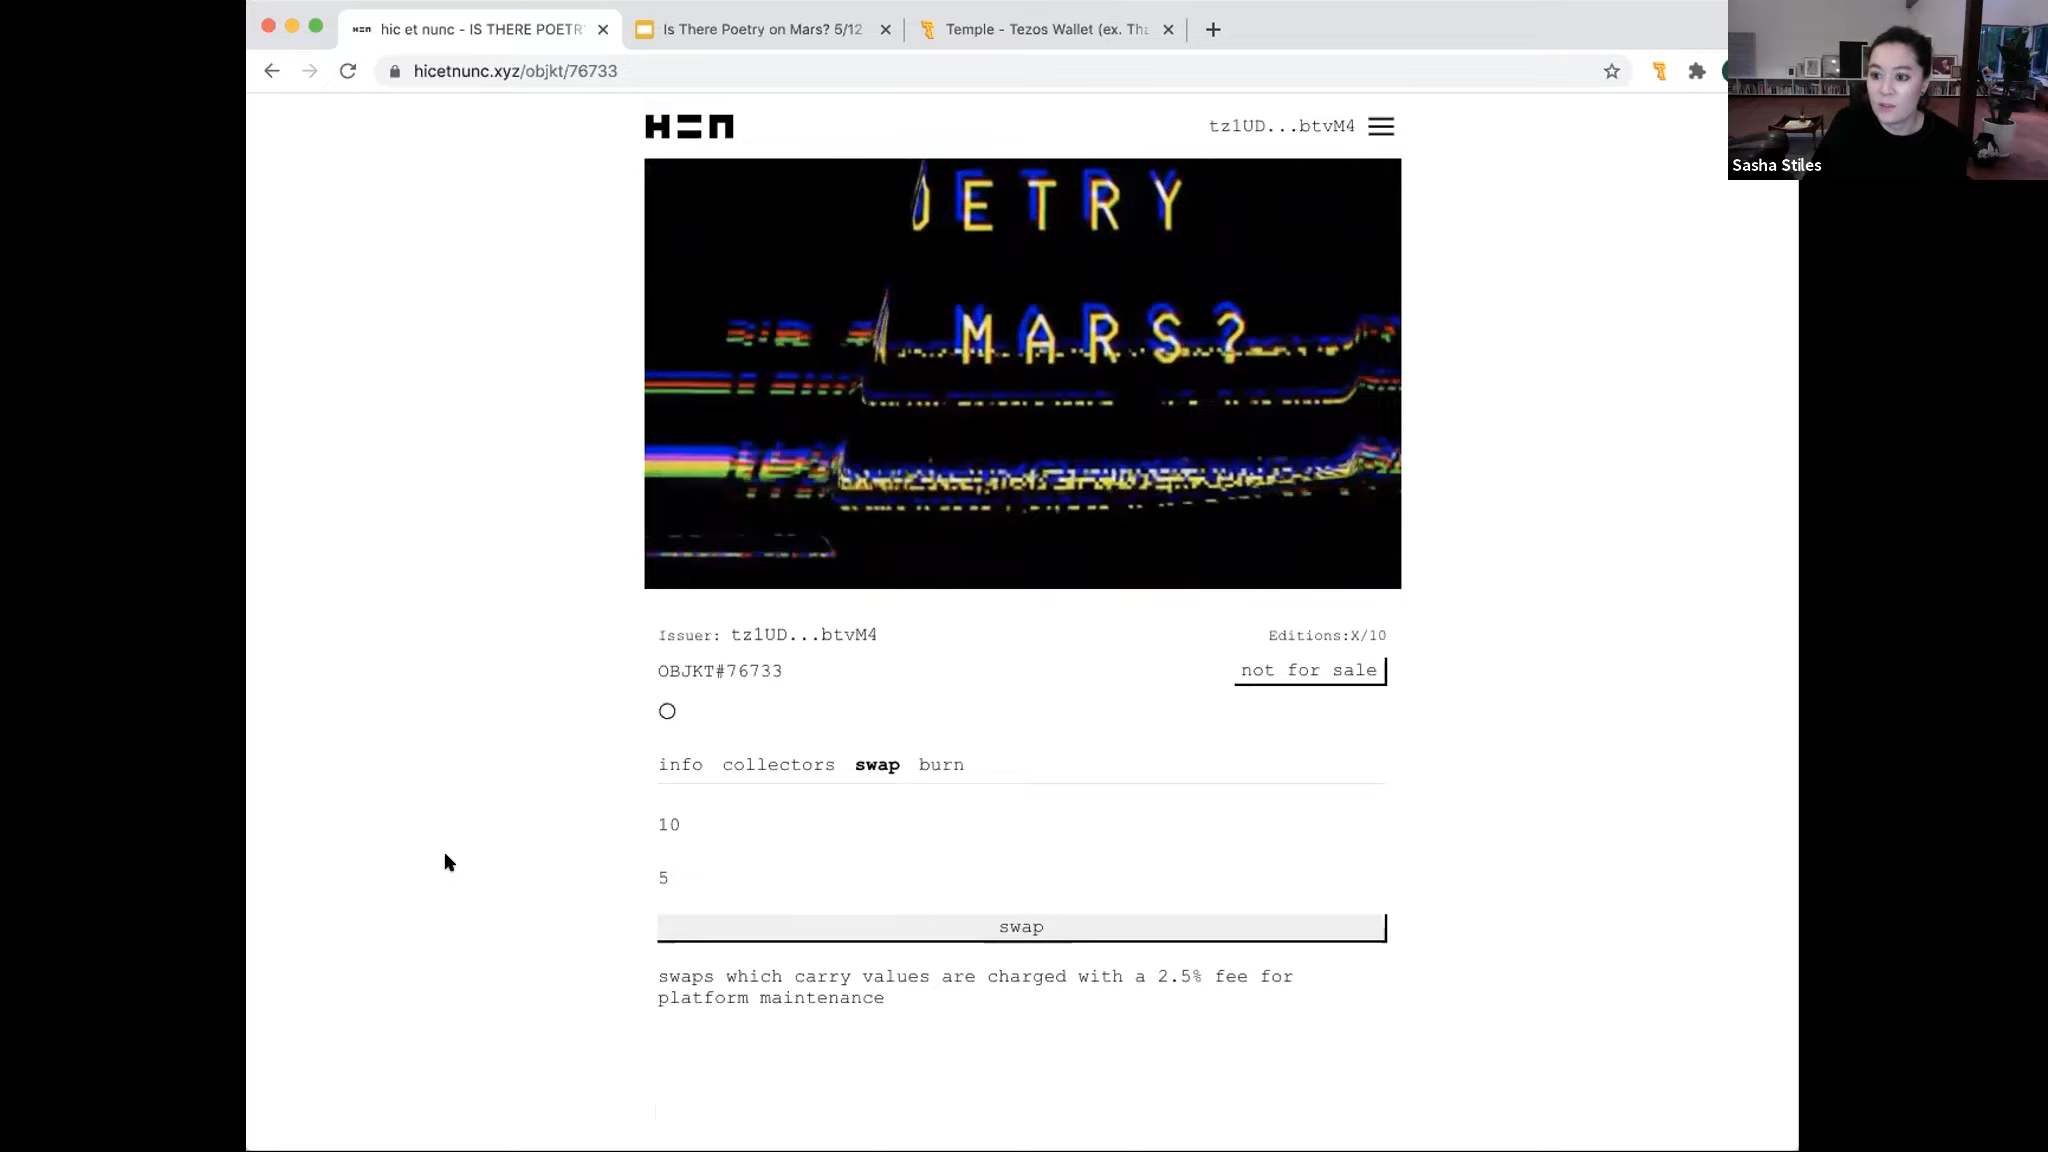 hic et nunc - IS THERE POETR
Is There Poetry on Mars? 5/12
Temple - Tezos Wallet (ex. Tha
hicetnunc.xyz/objkt/76733
H=N
tz1UD...btvM4
Sasha Stiles
OETRY
MARS?
Issuer: tz1UD...btvM4
Editions:X/10
OBJKT#76733
not for sale
info collectors swap burn
10
5
swap
swaps which carry values are charged with a 2.5% fee for
platform maintenance